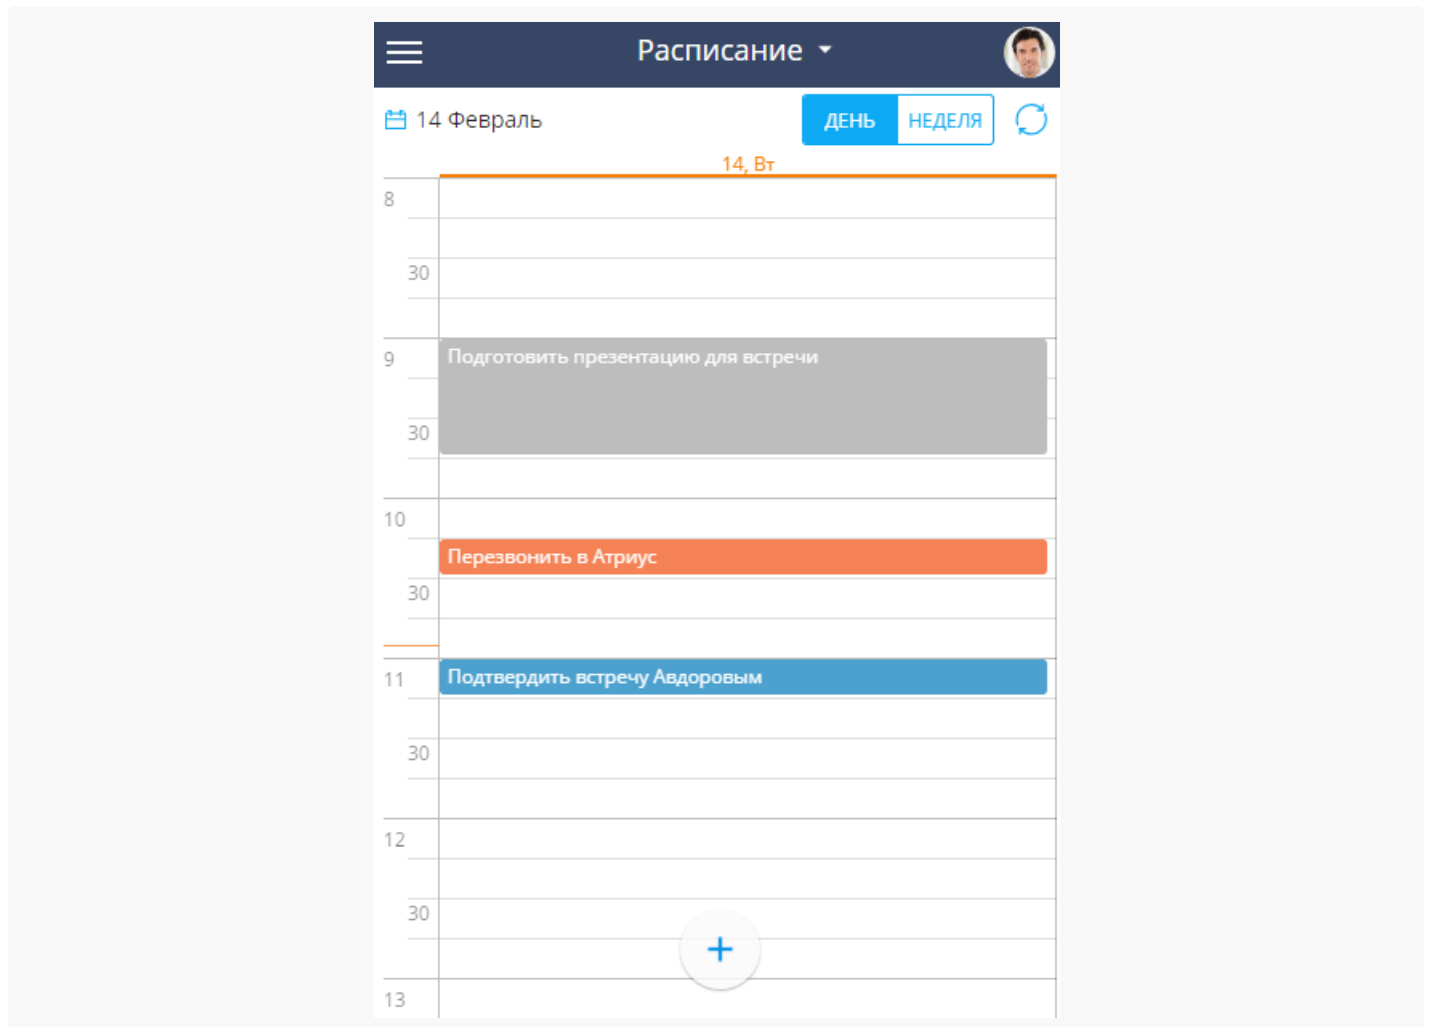 Расписание
14 Февраль
ДЕНЬ НЕДЕЛЯ
14, Вт
8
30
9 Подготовить презентацию для встречи
30
10
Перезвонить в Атриус
30
11 Подтвердить встречу Авдоровым
30
12
30
13